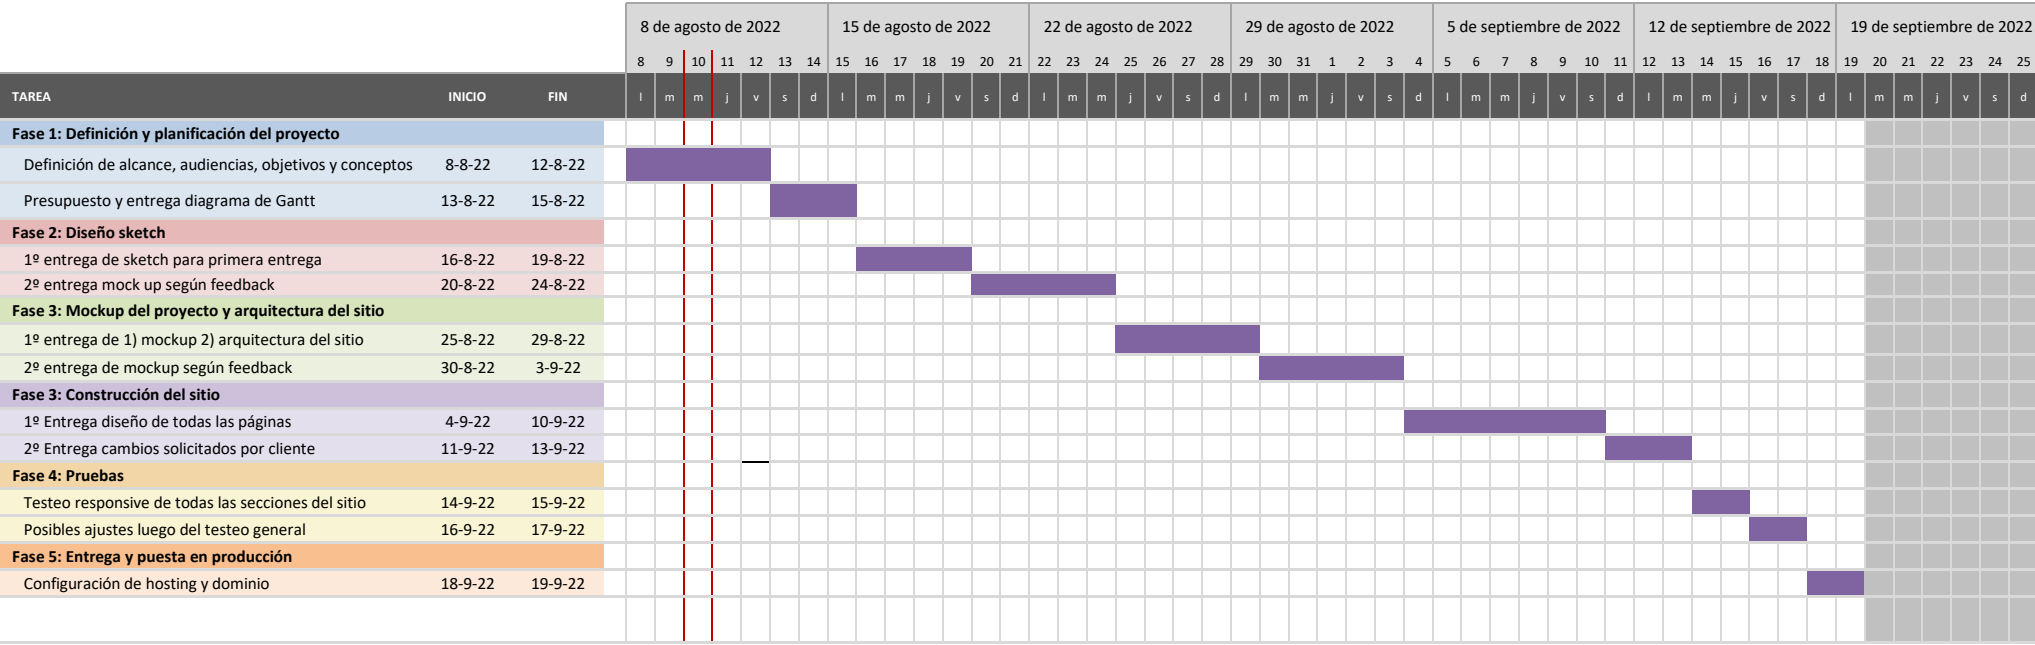 8 de agosto de 2022 15 de agosto de 2022 22 de agosto de 2022 29 de agosto de 2022 5 de septiembre de 2022 12 de septiembre de 2022 19 de septiembre de 2022
8 9 10 11 12 13 14 15 16 17 18 19 20 21 22 23 24 25 26 27 28 29 30 31 1 2 3 4 5 6 7 8 9 10 11 12 13 14 15 16 17 18 19 20 21 22 23 24 25
TAREA INICIO FIN l m m j v s d l m m j v s d l m m j v s d l m m j v s d l m m j v s d l m m j v s d l m m j v s d
Fase 1: Definición y planificación del proyecto
Definición de alcance, audiencias, objetivos y conceptos 8-8-22 12-8-22
Presupuesto y entrega diagrama de Gantt 13-8-22 15-8-22
Fase 2: Diseño sketch
1º entrega de sketch para primera entrega 16-8-22 19-8-22
2º entrega mock up según feedback 20-8-22 24-8-22
Fase 3: Mockup del proyecto y arquitectura del sitio
1º entrega de 1) mockup 2) arquitectura del sitio 25-8-22 29-8-22
2º entrega de mockup según feedback 30-8-22 3-9-22
Fase 3: Construcción del sitio
1º Entrega diseño de todas las páginas 4-9-22 10-9-22
2º Entrega cambios solicitados por cliente 11-9-22 13-9-22
Fase 4: Pruebas
Testeo responsive de todas las secciones del sitio 14-9-22 15-9-22
Posibles ajustes luego del testeo general 16-9-22 17-9-22
Fase 5: Entrega y puesta en producción
Configuración de hosting y dominio 18-9-22 19-9-22